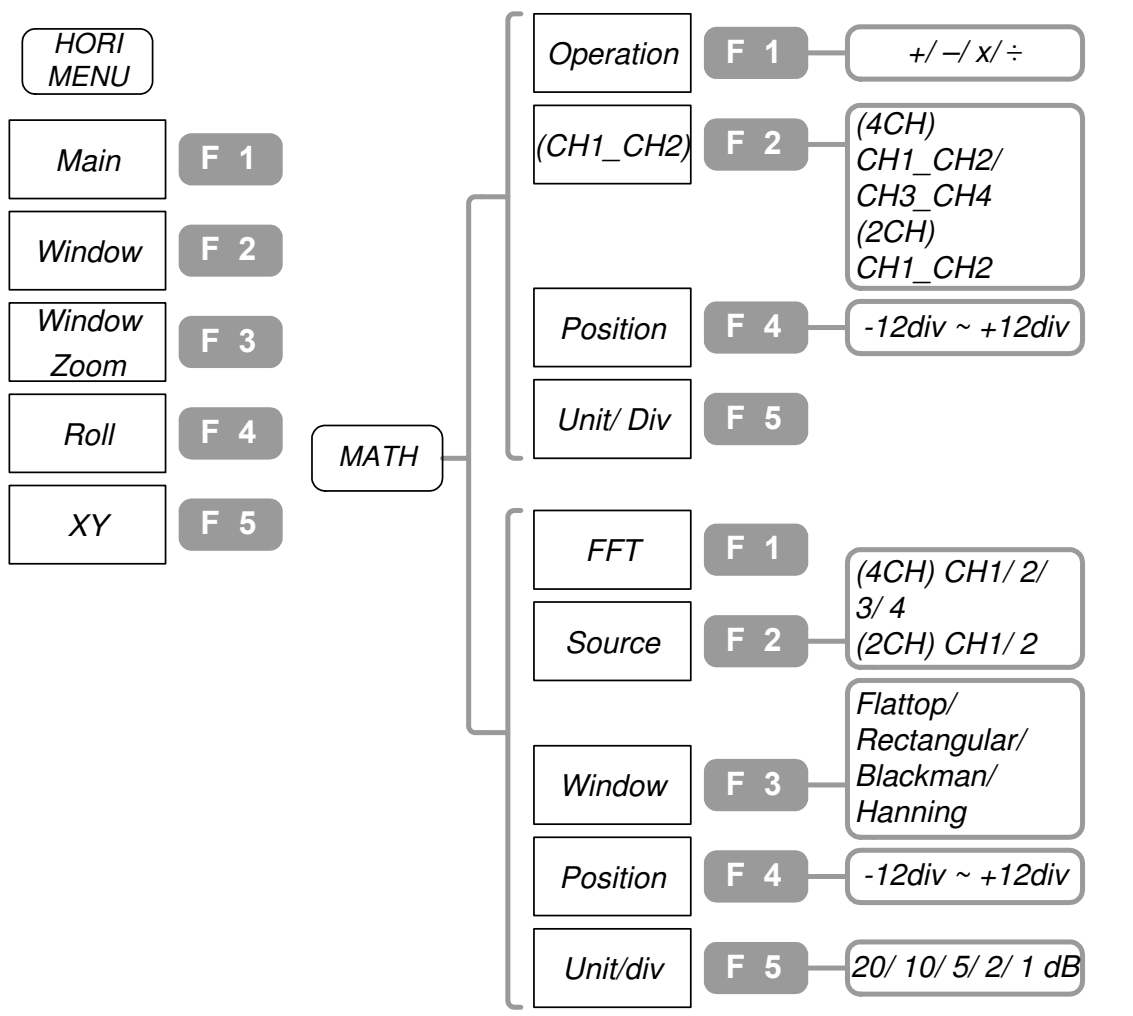 HORI
MENU
Main
F 1
Window
F 2
Window
Zoom
F 3
Roll
F 4
XY
F 5
MATH
Operation
F 1
+/ –/ x/ ÷
(CH1_CH2)
F 2
(4CH)
CH1_CH2/
CH3_CH4
(2CH)
CH1_CH2
Position
F 4
-12div ~ +12div
Unit/ Div
F 5
FFT
F 1
Source
F 2
(4CH) CH1/ 2/
3/ 4
(2CH) CH1/ 2
Window
F 3
Flattop/
Rectangular/
Blackman/
Hanning
Position
F 4
-12div ~ +12div
Unit/div
F 5
20/ 10/ 5/ 2/ 1 dB